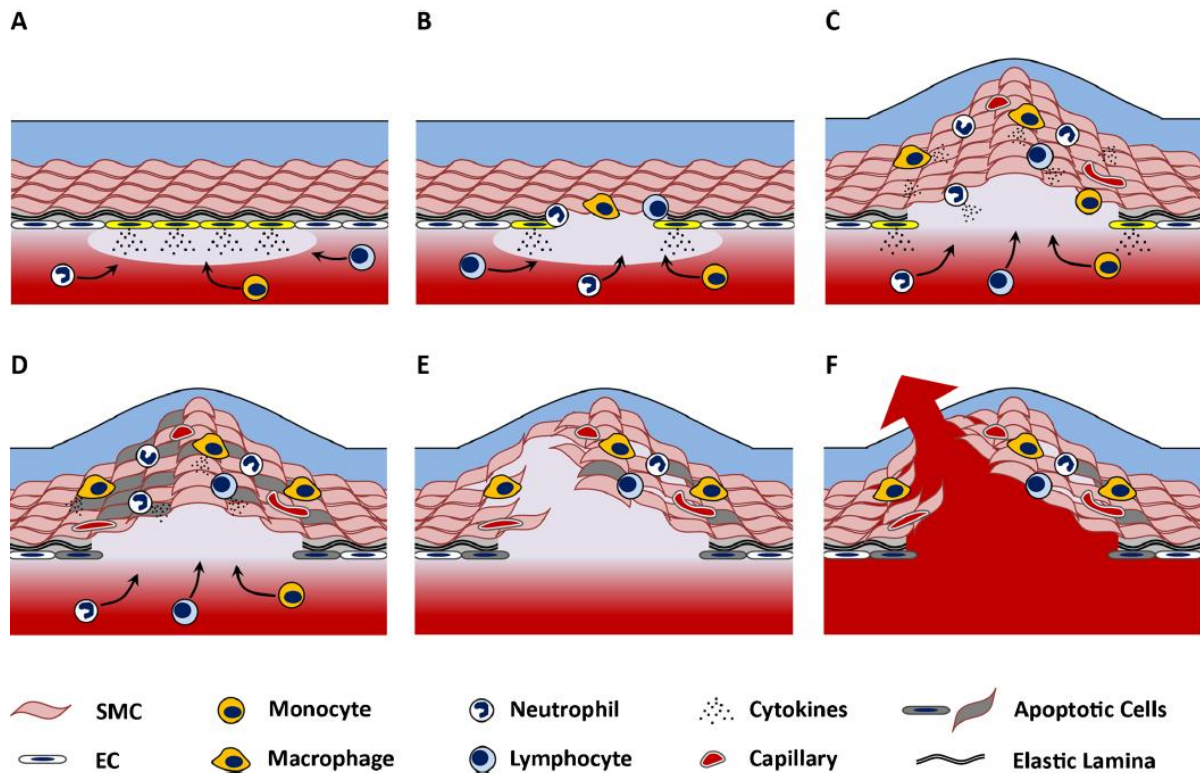 A
B
C
D
E
F
SMC
Monocyte
Neutrophil
Cytokines
Apoptotic Cells
EC
Macrophage
Lymphocyte
Capillary
Elastic Lamina